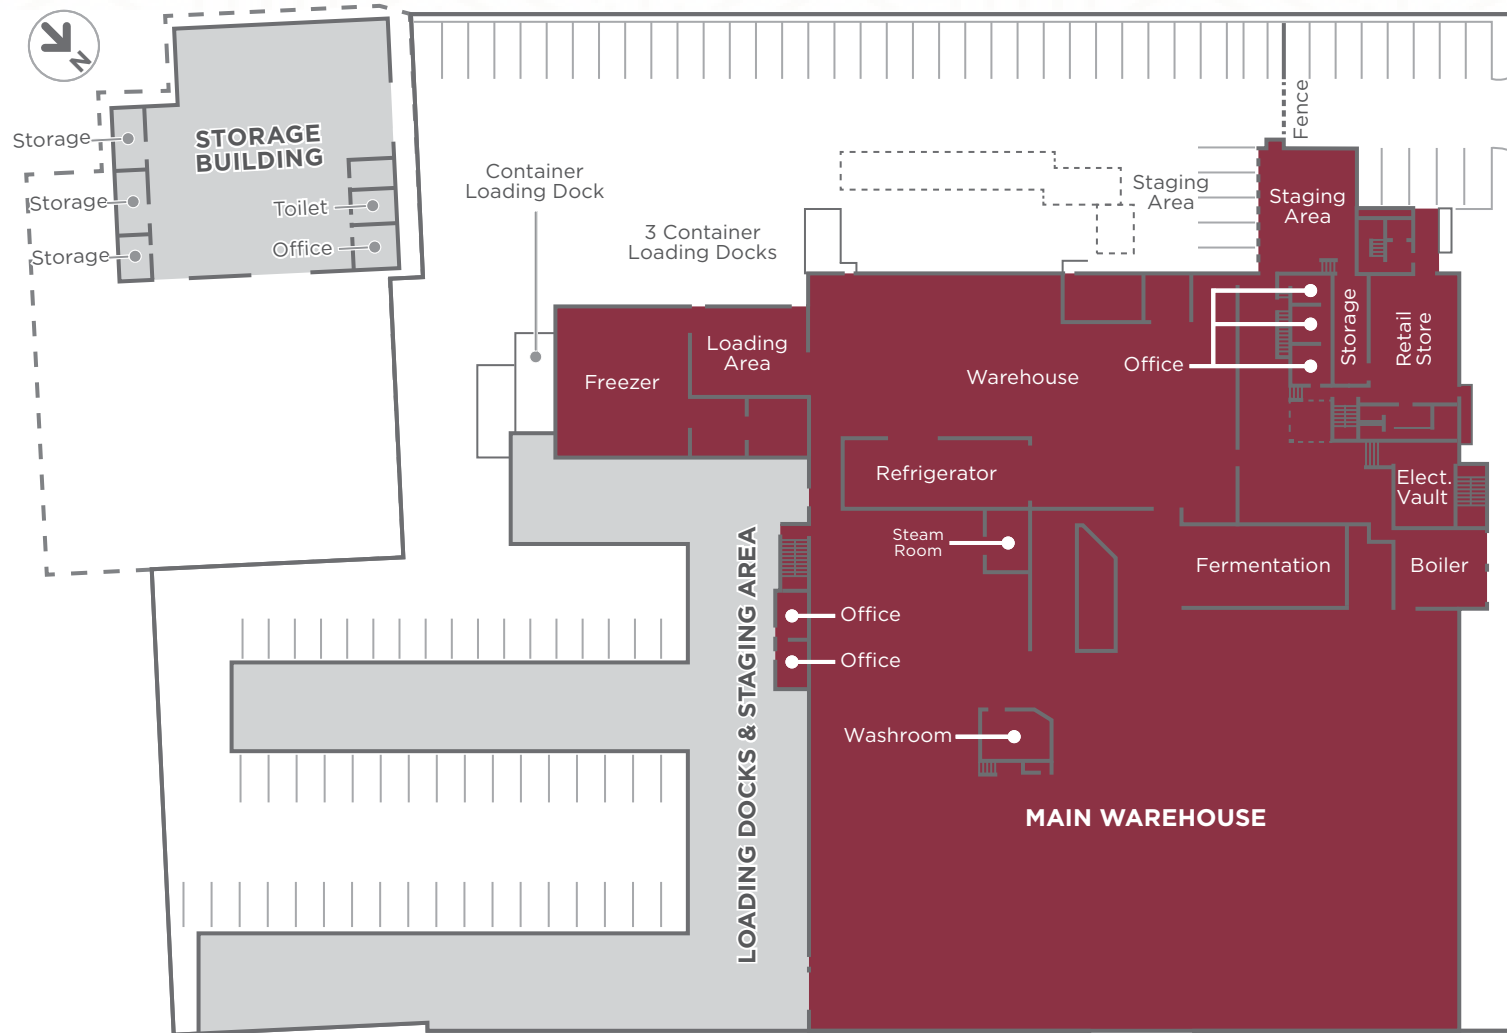 N
Storage
Storage
Storage
STORAGE
BUILDING
Toilet
Office
Container
Loading Dock
3 Container
Loading Docks
Staging
Area
Fence
Staging
Area
Freezer
Loading
Area
Warehouse
Office
Storage
Retail
Store
Refrigerator
Elect.
Vault
Steam
Room
Fermentation
Boiler
Office
Office
LOADING DOCKS & STAGING AREA
Washroom
MAIN WAREHOUSE